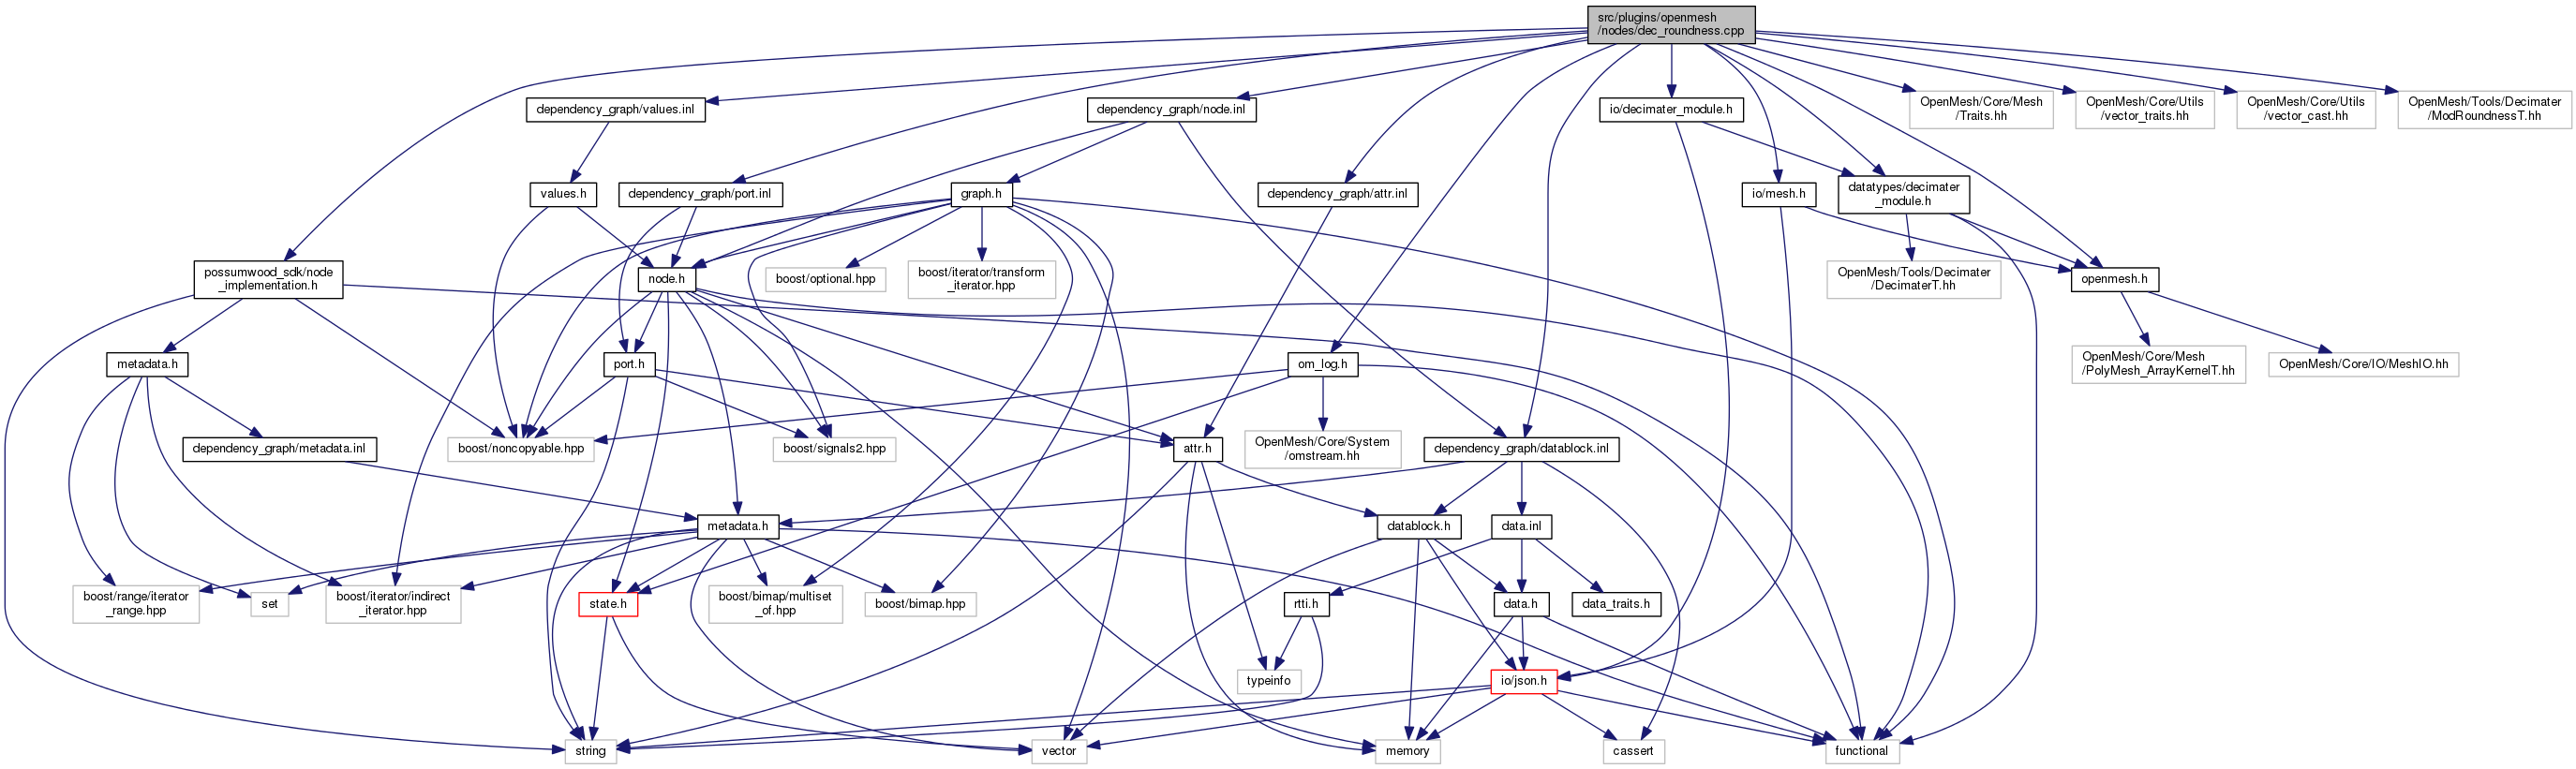 src/plugins/openmesh
/nodes/dec_roundness.cpp
dependency_graph/values.inl
dependency_graph/node.inl
io/decimater_module.h
OpenMesh/Core/Mesh
/Traits.hh
OpenMesh/Core/Utils
/vector_traits.hh
OpenMesh/Core/Utils
/vector_cast.hh
OpenMesh/Tools/Decimater
/ModRoundnessT.hh
values.h
dependency_graph/port.inl
graph.h
dependency_graph/attr.inl
io/mesh.h
datatypes/decimater
_module.h
possumwood_sdk/node
_implementation.h
node.h
boost/optional.hpp
boost/iterator/transform
_iterator.hpp
OpenMesh/Tools/Decimater
/DecimaterT.hh
openmesh.h
metadata.h
port.h
om_log.h
OpenMesh/Core/Mesh
/PolyMesh_ArrayKernelT.hh
OpenMesh/Core/IO/MeshIO.hh
dependency_graph/metadata.inl
boost/noncopyable.hpp
boost/signals2.hpp
attr.h
OpenMesh/Core/System
/omstream.hh
dependency_graph/datablock.inl
metadata.h
datablock.h
data.inl
boost/range/iterator
_range.hpp
set
boost/iterator/indirect
_iterator.hpp
state.h
boost/bimap/multiset
_of.hpp
boost/bimap.hpp
rtti.h
data.h
data_traits.h
typeinfo
io/json.h
string
vector
memory
cassert
functional